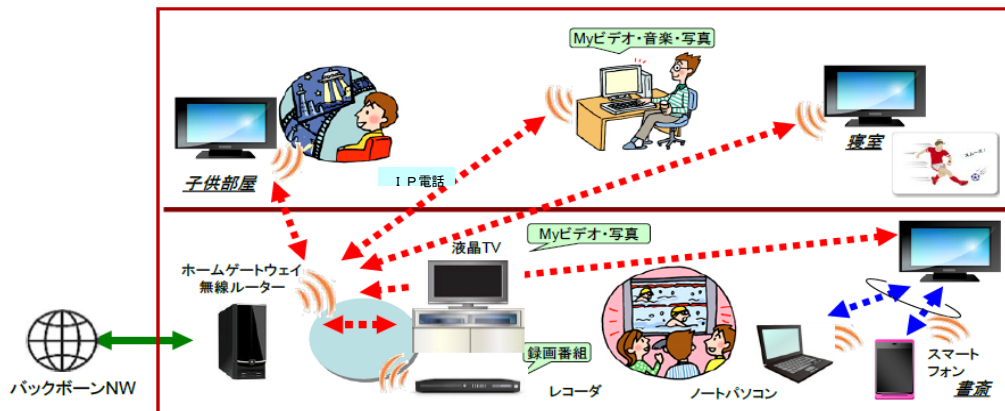 Myビデオ・音楽・写真
子供部屋
寝室
スムーズ!
IP電話
Myビデオ・写真
液晶TV
ホームゲートウェイ
無線ルーター
録画番組
レコーダ
ノートパソコン
スマート
フォン
書斎
バックボーンNW